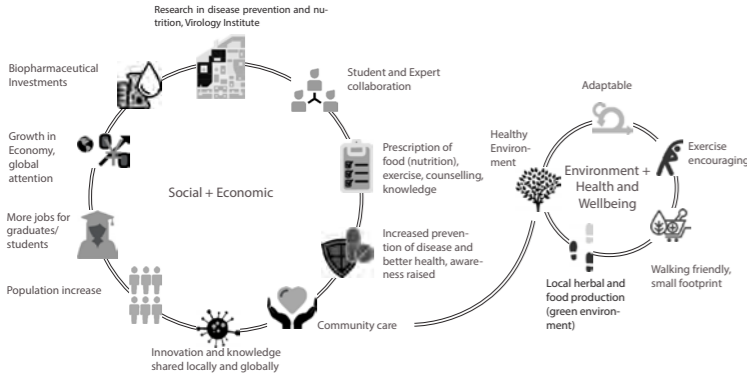 Research in disease prevention and nu-
trition, Virology Institute
Biopharmaceutical
Investments
Student and Expert
collaboration
Growth in
Economy,
global
attention
Prescription of
food (nutrition),
exercise, counselling,
knowledge
Social + Economic
More jobs for
graduates/
students
Increased preven-
tion of disease and
better health, aware-
ness raised
Population increase
Community care
Innovation and knowledge
shared locally and globally
Adaptable
Healthy
Environ-
ment
Exercise
encouraging
Environment +
Health and
Wellbeing
Walking friendly,
small footprint
Local herbal and
food production
(green environ-
ment)